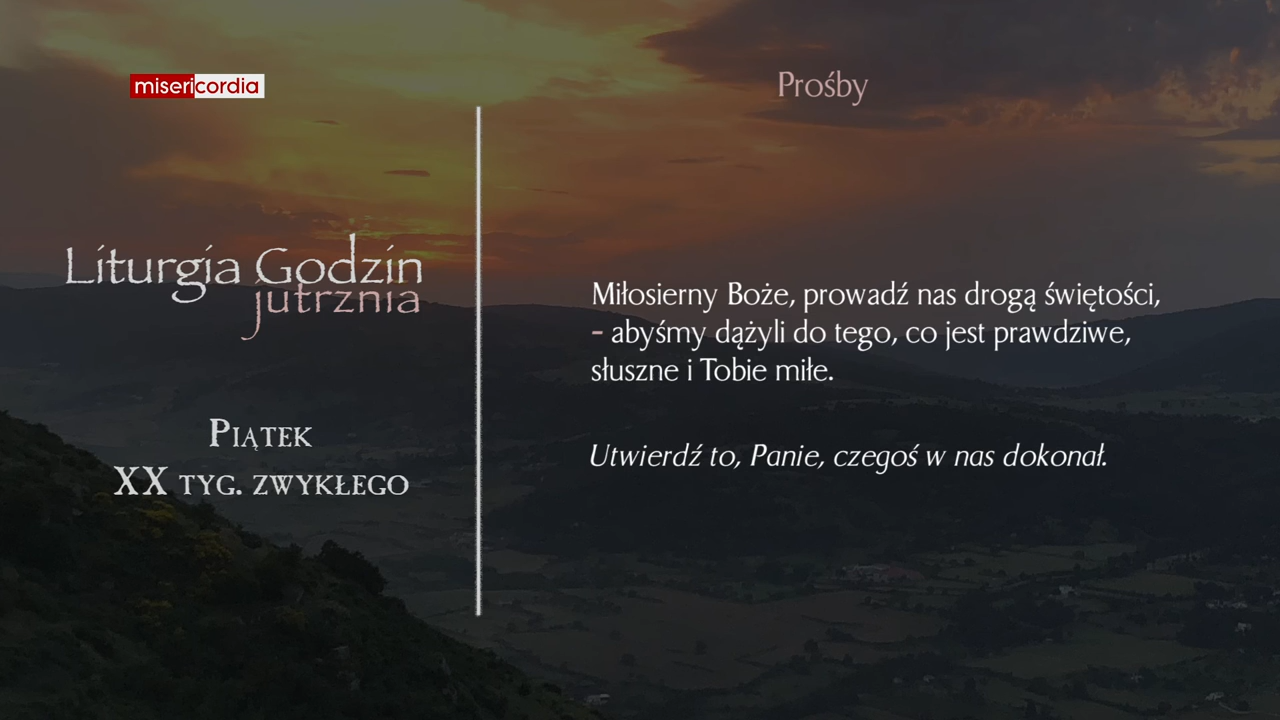 misericordia
Liturgia Godzin
jutrznia
Piątek
XX tyg. zwykłego
Prośby
Miłosierny Boże, prowadź nas drogą świętości,
- abyśmy dążyli do tego, co jest prawdziwe,
słuszne i Tobie miłe.
Utwierdź to, Panie, czegoś w nas dokonał.